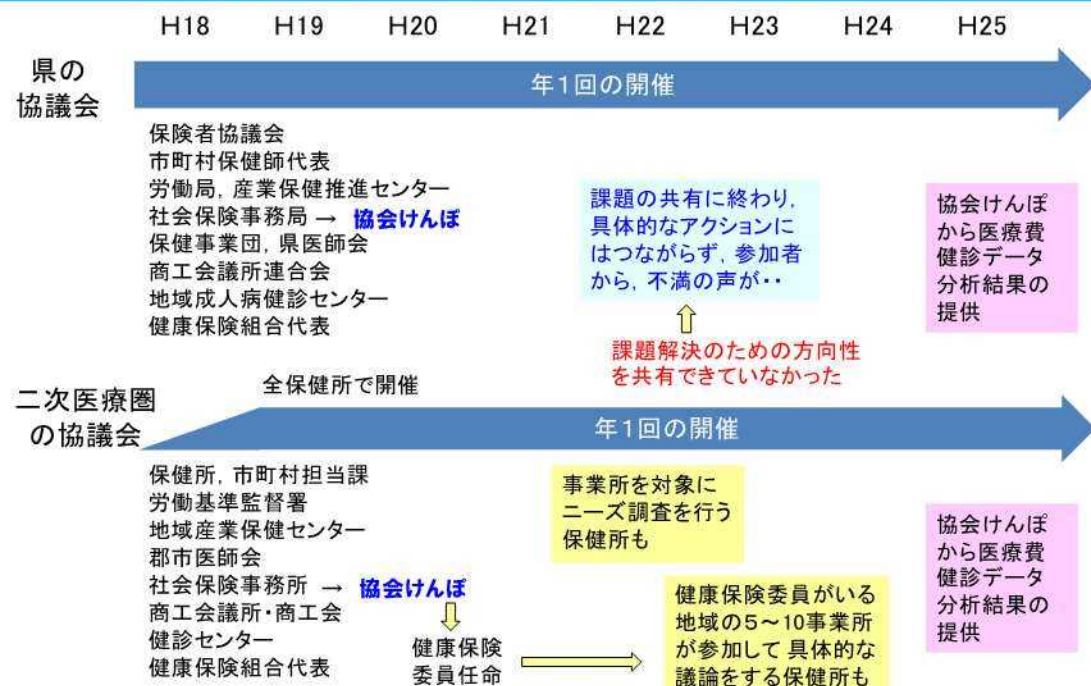 H18 H19 H20 H21 H22 H23 H24 H25
県の
協議会
年1回の開催
保険者協議会
市町村保健師代表
労働局, 産業保健推進センター
社会保険事務局 → 協会けんぽ
保健事業団, 県医師会
商工会議所連合会
地域成人病健診センター
健康保険組合代表
課題の共有に終わり,
具体的なアクションに
はつながらず, 参加者
から, 不満の声が・・
課題解決のための方向性
を共有できていなかった
協会けんぽ
から医療費
健診データ
分析結果の
提供
二次医療圏
の協議会
全保健所で開催
年1回の開催
保健所, 市町村担当課
労働基準監督署
地域産業保健センター
郡市医師会
社会保険事務所 → 協会けんぽ
商工会議所・商工会
健診センター
健康保険組合代表
健康保険
委員任命
事業所を対象に
ニーズ調査を行う
保健所も
健康保険委員がいる
地域の5～10事業所
が参加して 具体的な
議論をする保健所も
協会けんぽ
から医療費
健診データ
分析結果の
提供